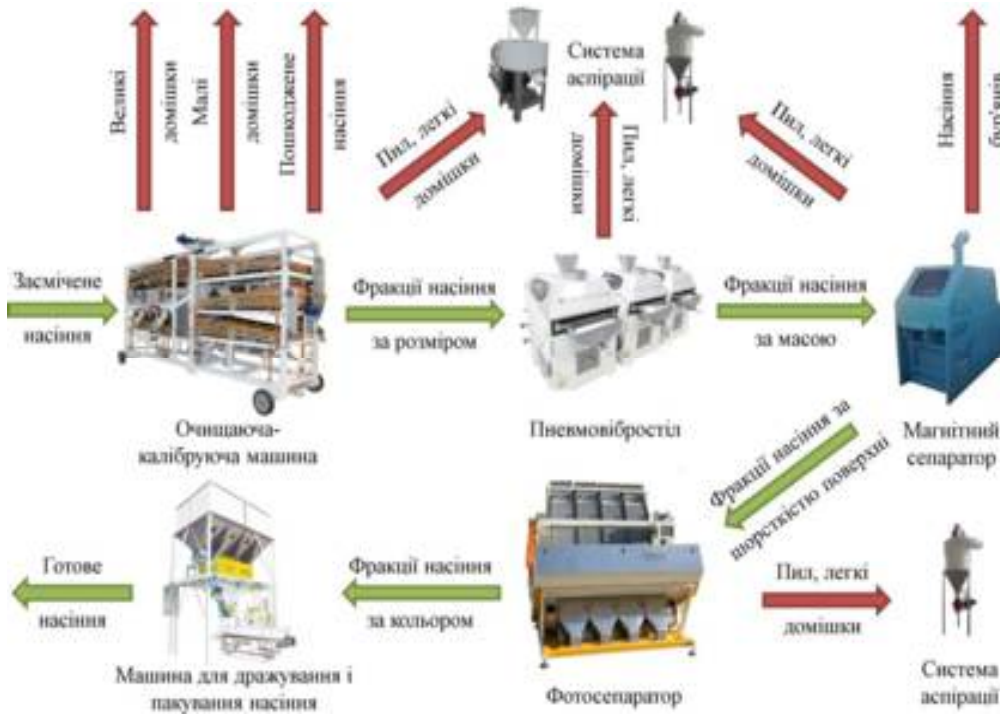 Великі
домішки
Малі
домішки
Пошкоджене
насіння
Пил, легкі
домішки
Система
аспірації
Пил, легкі
домішки
Пил, легкі
домішки
Насіння
бур'янів
Засмічене
насіння
Фракції насіння
за розміром
Фракції насіння
за масою
Очищаюча-
калібруюча машина
Пневмовібростіл
Магнітний
сепаратор
Фракції насіння за
шорсткістю поверхні
Готове
насіння
Фракції насіння
за кольором
Пил, легкі
домішки
Машина для дражування і
пакування насіння
Фотосепаратор
Система
аспірації